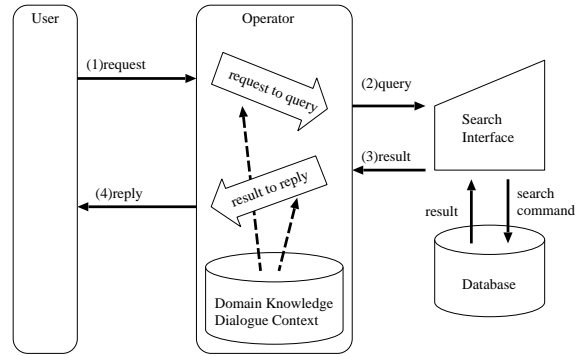 User
Operator
(1)request
request to query
(2)query
Search
Interface
(3)result
result to reply
(4)reply
result
search
command
Domain Knowledge
Dialogue Context
Database